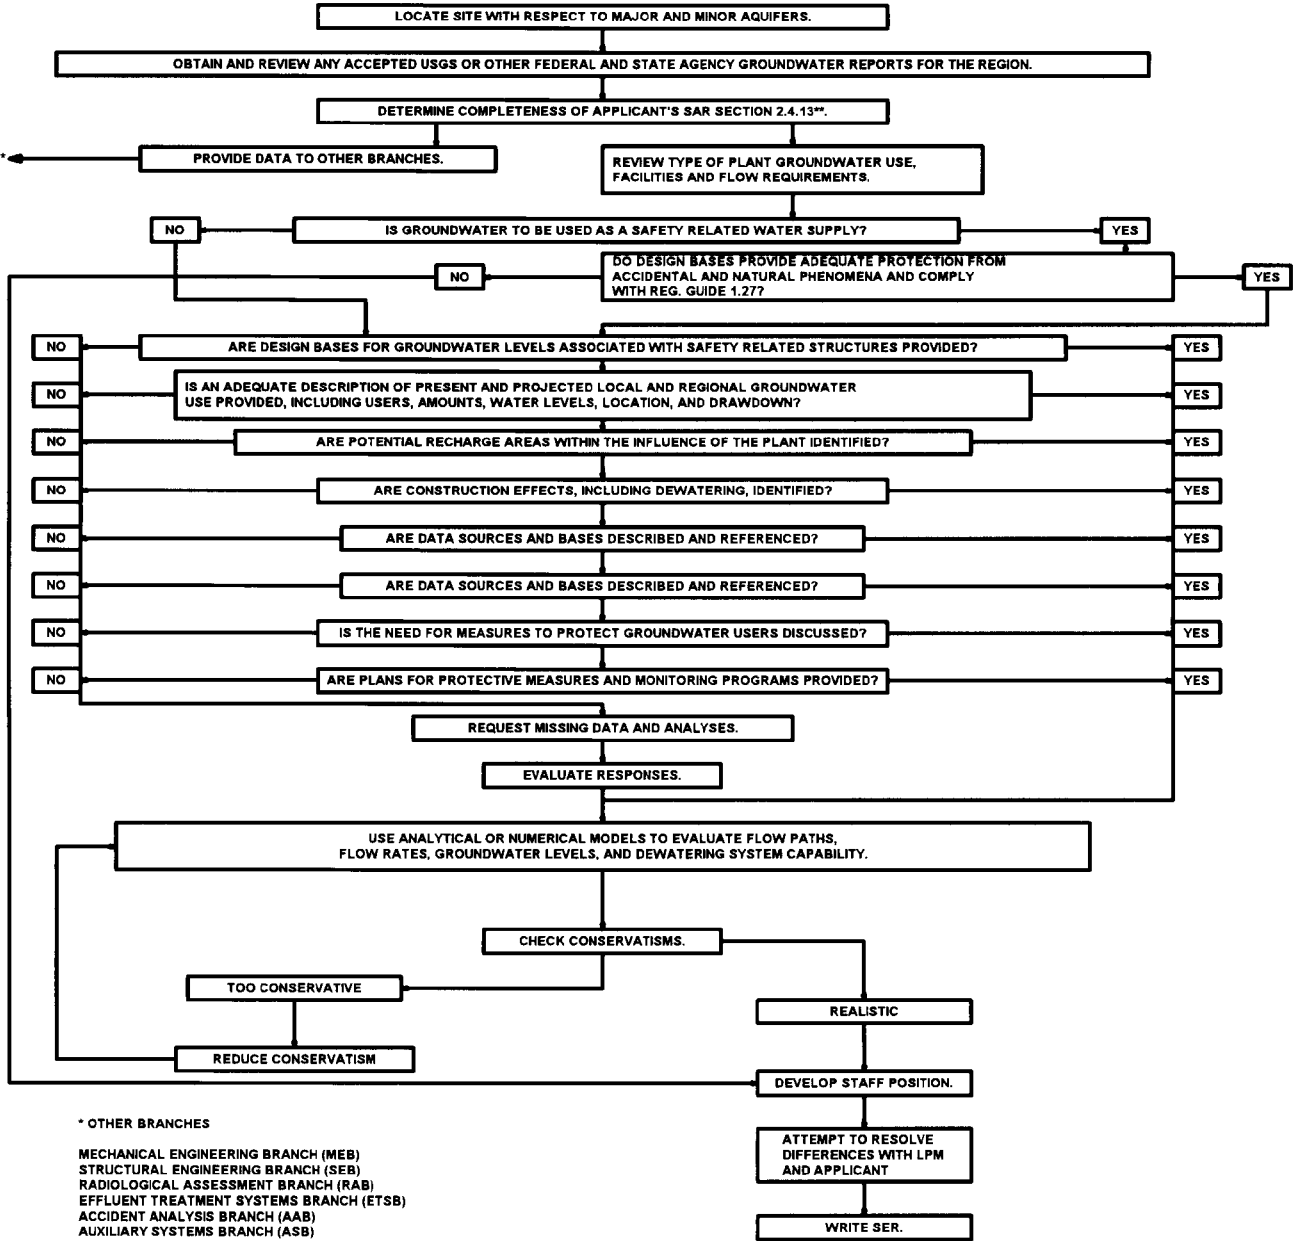 LOCATE SITE WITH RESPECT TO MAJOR AND MINOR AQUIFERS.
OBTAIN AND REVIEW ANY ACCEPTED USGS OR OTHER FEDERAL AND STATE AGENCY GROUNDWATER REPORTS FOR THE REGION.
DETERMINE COMPLETENESS OF APPLICANT'S SAR SECTION 2.4.13**.
*
PROVIDE DATA TO OTHER BRANCHES.
REVIEW TYPE OF PLANT GROUNDWATER USE,
FACILITIES AND FLOW REQUIREMENTS.
NO
IS GROUNDWATER TO BE USED AS A SAFETY RELATED WATER SUPPLY?
YES
NO
DO DESIGN BASES PROVIDE ADEQUATE PROTECTION FROM
ACCIDENTAL AND NATURAL PHENOMENA AND COMPLY
WITH REG. GUIDE 1.27?
YES
NO
ARE DESIGN BASES FOR GROUNDWATER LEVELS ASSOCIATED WITH SAFETY RELATED STRUCTURES PROVIDED?
YES
NO
IS AN ADEQUATE DESCRIPTION OF PRESENT AND PROJECTED LOCAL AND REGIONAL GROUNDWATER
USE PROVIDED, INCLUDING USERS, AMOUNTS, WATER LEVELS, LOCATION, AND DRAWDOWN?
YES
NO
ARE POTENTIAL RECHARGE AREAS WITHIN THE INFLUENCE OF THE PLANT IDENTIFIED?
YES
NO
ARE CONSTRUCTION EFFECTS, INCLUDING DEWATERING, IDENTIFIED?
YES
NO
ARE DATA SOURCES AND BASES DESCRIBED AND REFERENCED?
YES
NO
ARE DATA SOURCES AND BASES DESCRIBED AND REFERENCED?
YES
NO
IS THE NEED FOR MEASURES TO PROTECT GROUNDWATER USERS DISCUSSED?
YES
NO
ARE PLANS FOR PROTECTIVE MEASURES AND MONITORING PROGRAMS PROVIDED?
YES
REQUEST MISSING DATA AND ANALYSES.
EVALUATE RESPONSES.
USE ANALYTICAL OR NUMERICAL MODELS TO EVALUATE FLOW PATHS,
FLOW RATES, GROUNDWATER LEVELS, AND DEWATERING SYSTEM CAPABILITY.
CHECK CONSERVATISMS.
TOO CONSERVATIVE
REALISTIC
REDUCE CONSERVATISM
DEVELOP STAFF POSITION.
ATTEMPT TO RESOLVE
DIFFERENCES WITH LPM
AND APPLICANT
WRITE SER.
* OTHER BRANCHES
MECHANICAL ENGINEERING BRANCH (MEB)
STRUCTURAL ENGINEERING BRANCH (SEB)
RADIOLOGICAL ASSESSMENT BRANCH (RAB)
EFFLUENT TREATMENT SYSTEMS BRANCH (ETSB)
ACCIDENT ANALYSIS BRANCH (AAB)
AUXILIARY SYSTEMS BRANCH (ASB)